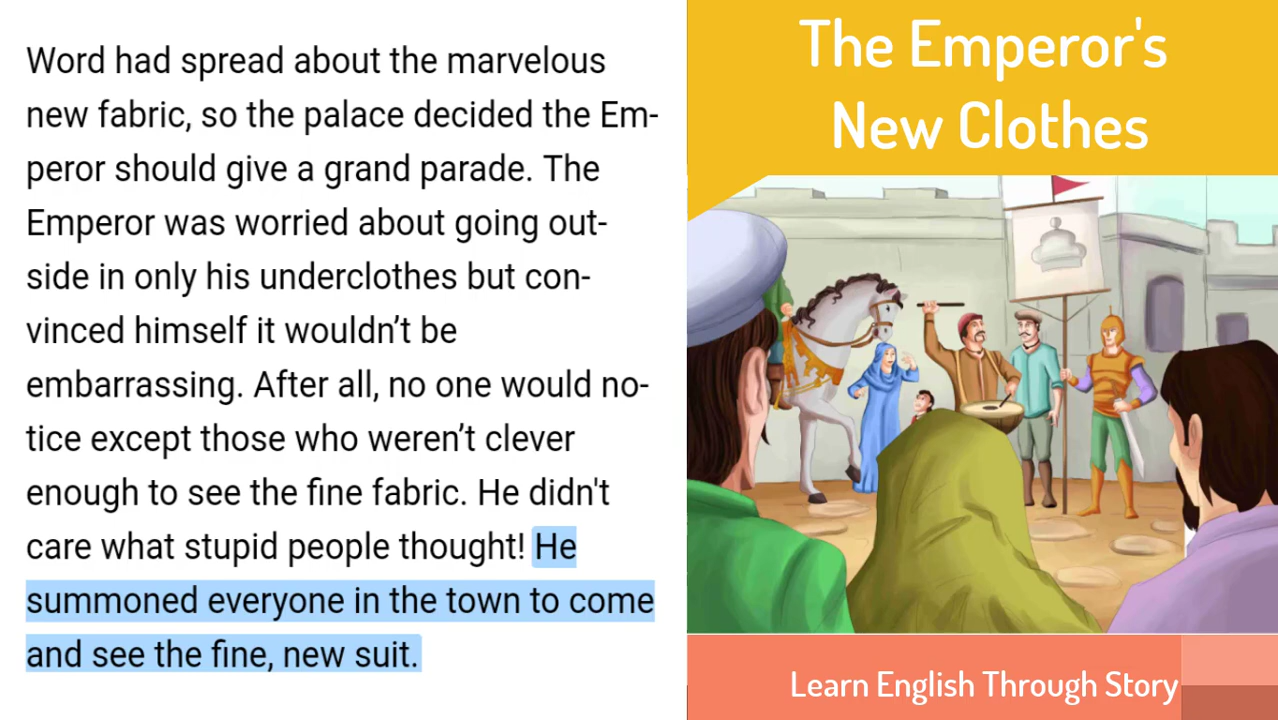 Word had spread about the marvelous
new fabric, so the palace decided the Em-
peror should give a grand parade. The
Emperor was worried about going out-
side in only his underclothes but con-
vinced himself it wouldn’t be
embarrassing. After all, no one would no-
tice except those who weren’t clever
enough to see the fine fabric. He didn't
care what stupid people thought! He
summoned everyone in the town to come
and see the fine, new suit.
The Emperor's
New Clothes
Learn English Through Story